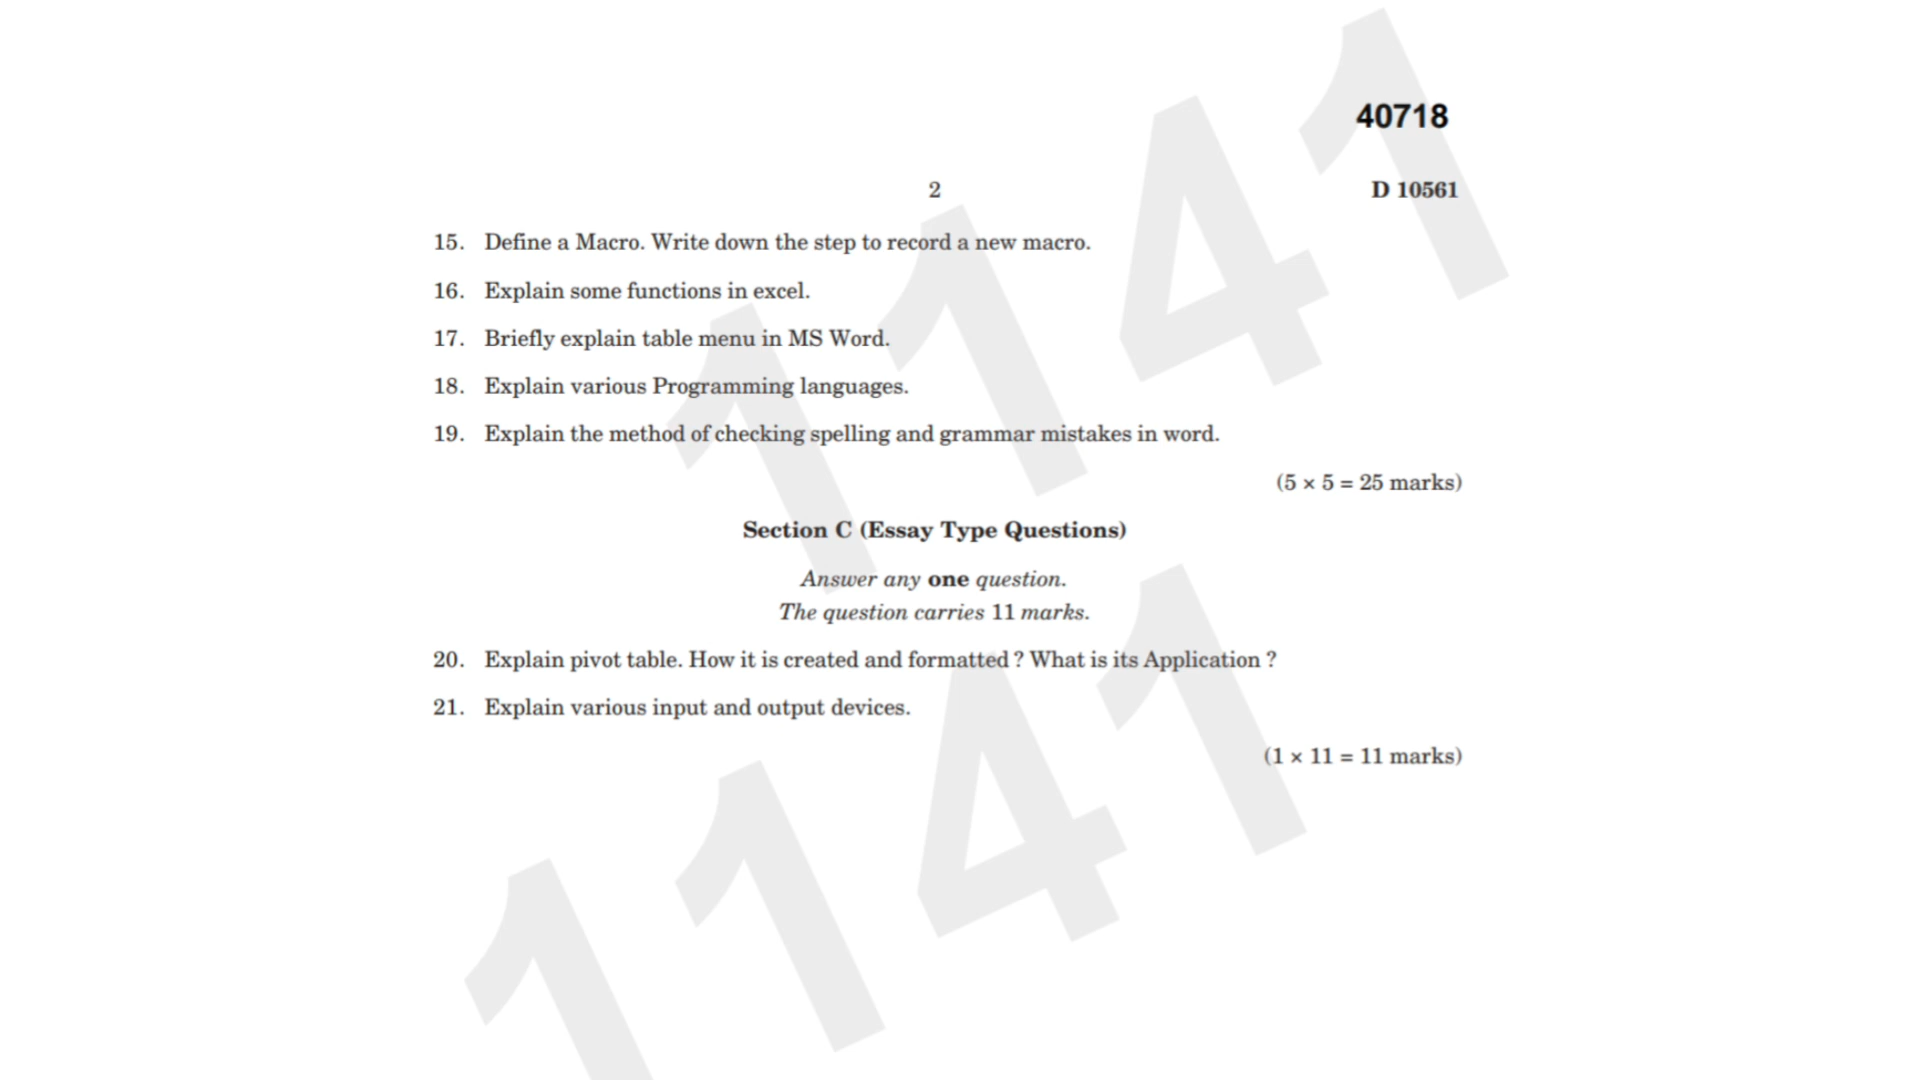 40718
2
D 10561
15. Define a Macro. Write down the step to record a new macro.
16. Explain some functions in excel.
17. Briefly explain table menu in MS Word.
18. Explain various Programming languages.
19. Explain the method of checking spelling and grammar mistakes in word.
(5 × 5 = 25 marks)
Section C (Essay Type Questions)
Answer any one question.
The question carries 11 marks.
20. Explain pivot table. How it is created and formatted ? What is its Application ?
21. Explain various input and output devices.
(1 × 11 = 11 marks)
1141
1141